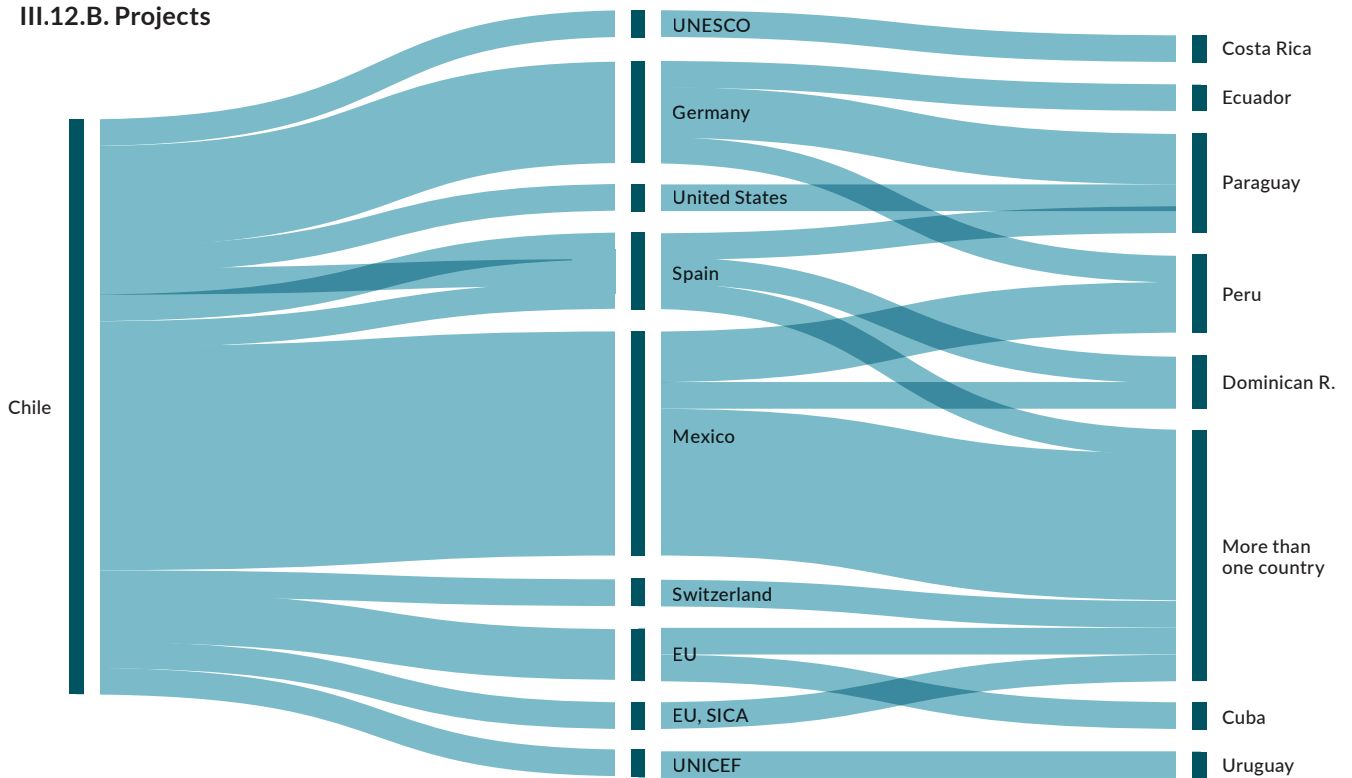 III.12.B. Projects
Chile
UNESCO
Germany
United States
Spain
Mexico
Switzerland
EU
EU, SICA
UNICEF
Costa Rica
Ecuador
Paraguay
Peru
Dominican R.
More than
one country
Cuba
Uruguay